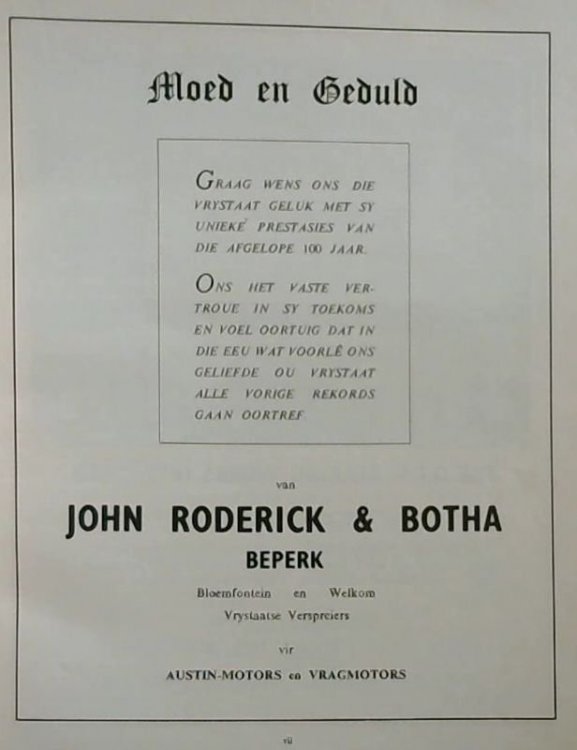 Moed en Geduld
GRAAG WENS ONS DIE
VRYSTAAT GELUK MET SY
UNIEKE PRESTASIES VAN
DIE AFGELOPE 100 JAAR.
ONS HET VASTE VER-
TROUE IN SY TOEKOMS
EN VOEL OORTUIG DAT IN
DIE EEU WAT VOORLÊ ONS
GELIEFDE OU VRYSTAAT
ALLE VORIGE REKORDS
GAAN OORTREF.
van
JOHN RODERICK & BOTHA
BEPERK
Bloemfontein en Welkom
Vrystaatse Verspreiers
vir
AUSTIN-MOTORS en VRAGMOTORS
vii